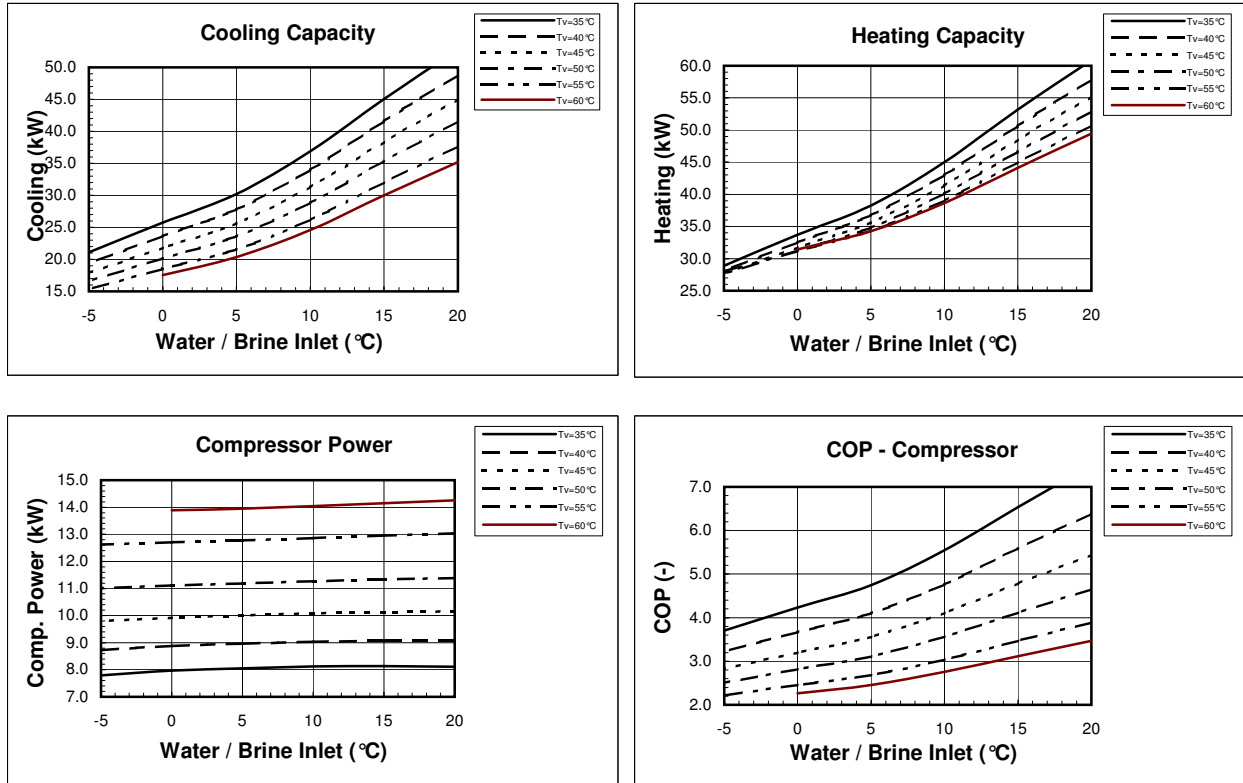 Cooling Capacity
Tv=35°C
Tv=40°C
Tv=45°C
Tv=50°C
Tv=55°C
Tv=60°C
Cooling (kW)
50.0
45.0
40.0
35.0
30.0
25.0
20.0
15.0
-5 0 5 10 15 20
Water / Brine Inlet (°C)
Heating Capacity
Tv=35°C
Tv=40°C
Tv=45°C
Tv=50°C
Tv=55°C
Tv=60°C
Heating (kW)
60.0
55.0
50.0
45.0
40.0
35.0
30.0
25.0
-5 0 5 10 15 20
Water / Brine Inlet (°C)
Compressor Power
Tv=35°C
Tv=40°C
Tv=45°C
Tv=50°C
Tv=55°C
Tv=60°C
Comp. Power (kW)
15.0
14.0
13.0
12.0
11.0
10.0
9.0
8.0
7.0
-5 0 5 10 15 20
Water / Brine Inlet (°C)
COP - Compressor
Tv=35°C
Tv=40°C
Tv=45°C
Tv=50°C
Tv=55°C
Tv=60°C
COP (-)
7.0
6.0
5.0
4.0
3.0
2.0
-5 0 5 10 15 20
Water / Brine Inlet (°C)